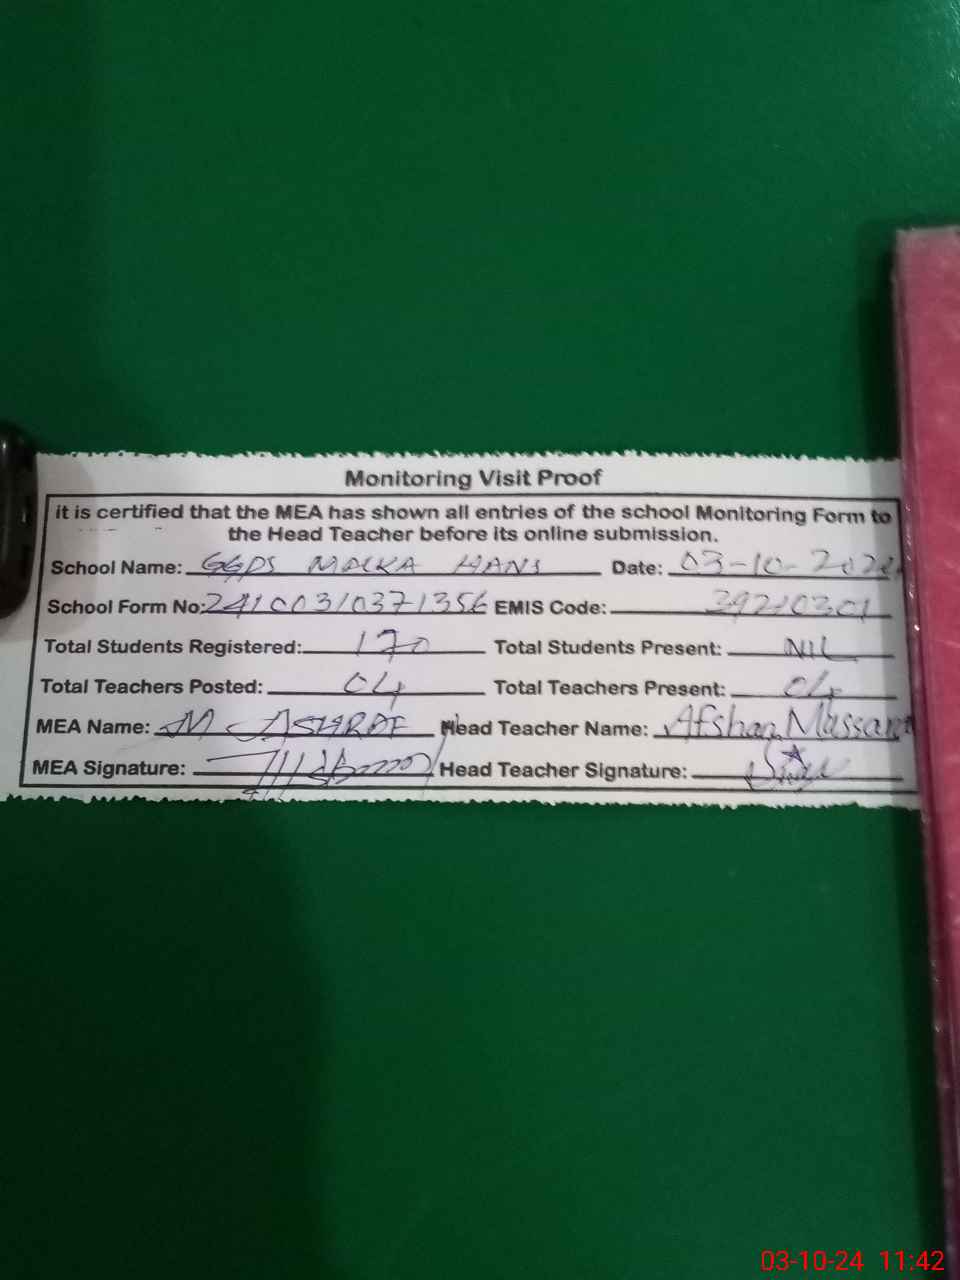 Monitoring Visit Proof
it is certified that the MEA has shown all entries of the school Monitoring Form to
the Head Teacher before its online submission.
School Name: GGPS MALKA HANS Date: 03-10-2024
School Form No: 24100310371356 EMIS Code: 39210301
Total Students Registered: 170 Total Students Present: NIL
Total Teachers Posted: 04 Total Teachers Present: 04
MEA Name: M ASHRAF Head Teacher Name: Afshan
MEA Signature: Head Teacher Signature:
03-10-24 11:42